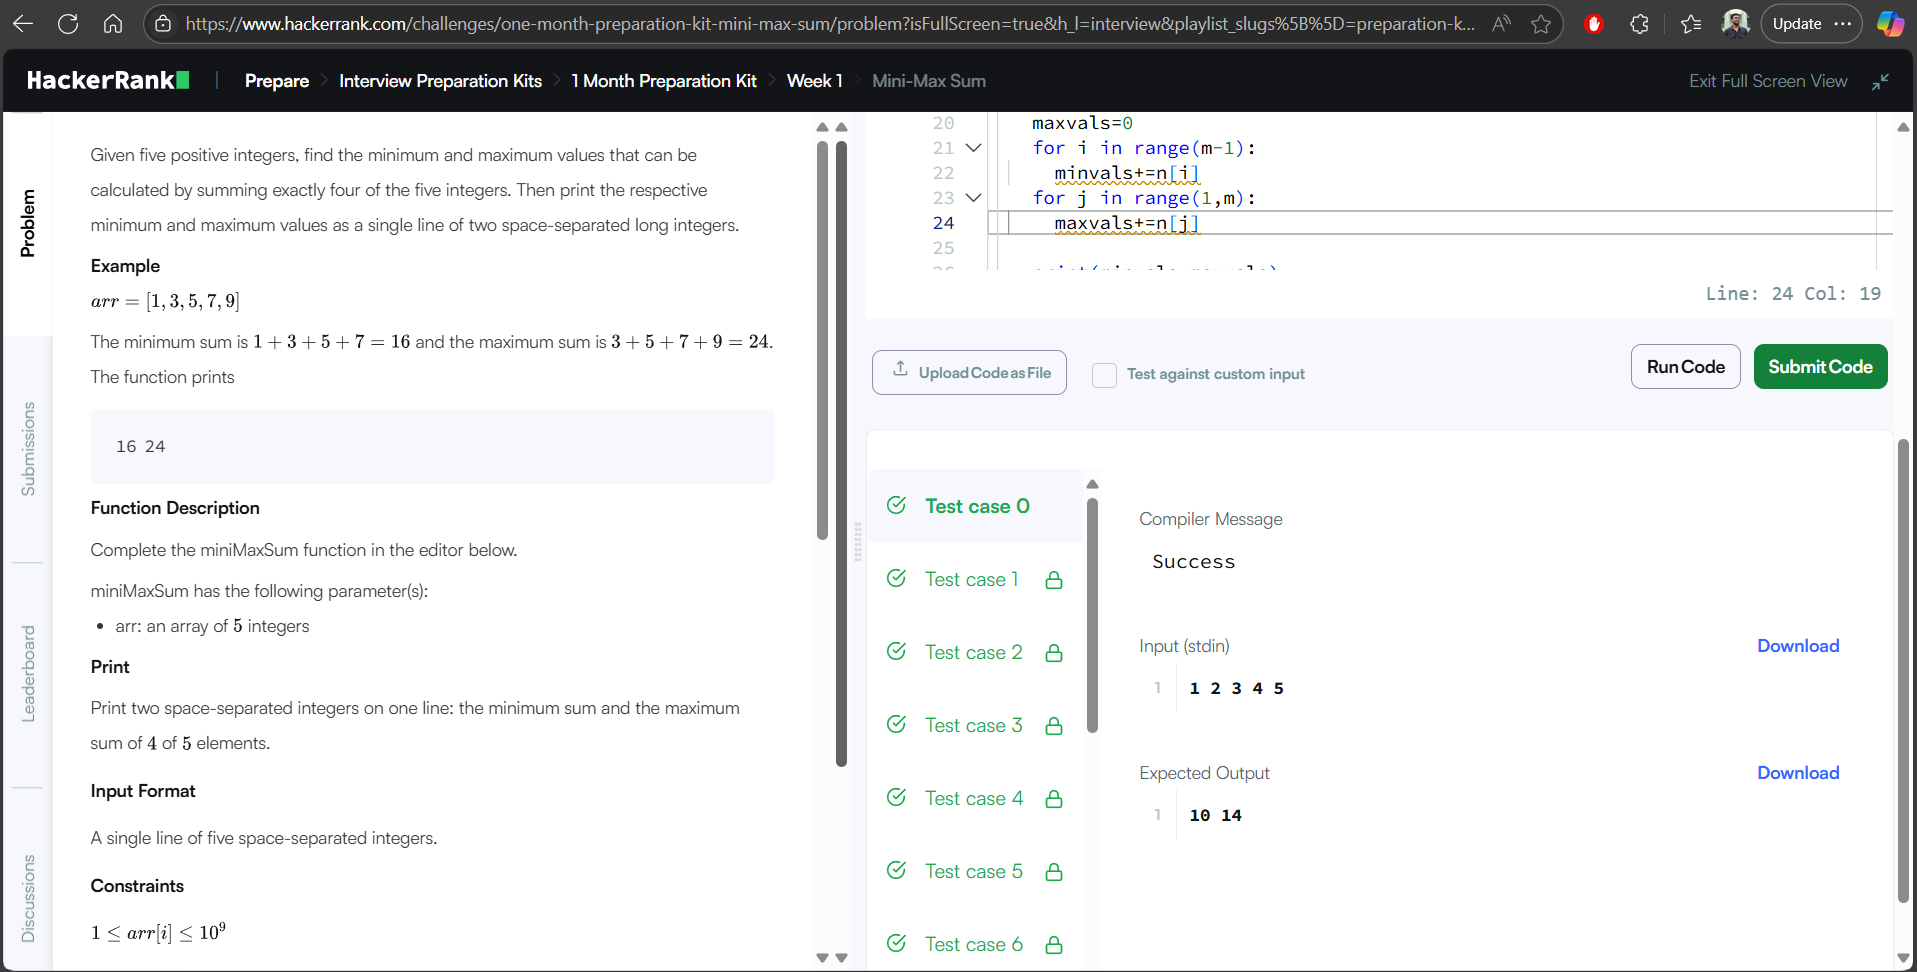 https://www.hackerrank.com/challenges/one-month-preparation-kit-mini-max-sum/problem?isFullScreen=true&h_l=interview&playlist_slugs%5B%5D=preparation-k...
Update
HackerRank
Prepare
Interview Preparation Kits
1 Month Preparation Kit
Week 1
Mini-Max Sum
Exit Full Screen View
Problem
Submissions
Leaderboard
Discussions
Given five positive integers, find the minimum and maximum values that can be
calculated by summing exactly four of the five integers. Then print the respective
minimum and maximum values as a single line of two space-separated long integers.
Example
arr = [1, 3, 5, 7, 9]
The minimum sum is 1 + 3 + 5 + 7 = 16 and the maximum sum is 3 + 5 + 7 + 9 = 24.
The function prints
16 24
Function Description
Complete the miniMaxSum function in the editor below.
miniMaxSum has the following parameter(s):
• arr: an array of 5 integers
Print
Print two space-separated integers on one line: the minimum sum and the maximum
sum of 4 of 5 elements.
Input Format
A single line of five space-separated integers.
Constraints
1 ≤ arr[i] ≤ 10⁹
20 maxvals=0
21 for i in range(m-1):
22 minvals+=n[i]
23 for j in range(1,m):
24 maxvals+=n[j]
25
Line: 24 Col: 19
Upload Code as File
Test against custom input
Run Code
Submit Code
Test case 0
Test case 1
Test case 2
Test case 3
Test case 4
Test case 5
Test case 6
Compiler Message
Success
Input (stdin)
Download
1 1 2 3 4 5
Expected Output
Download
1 10 14